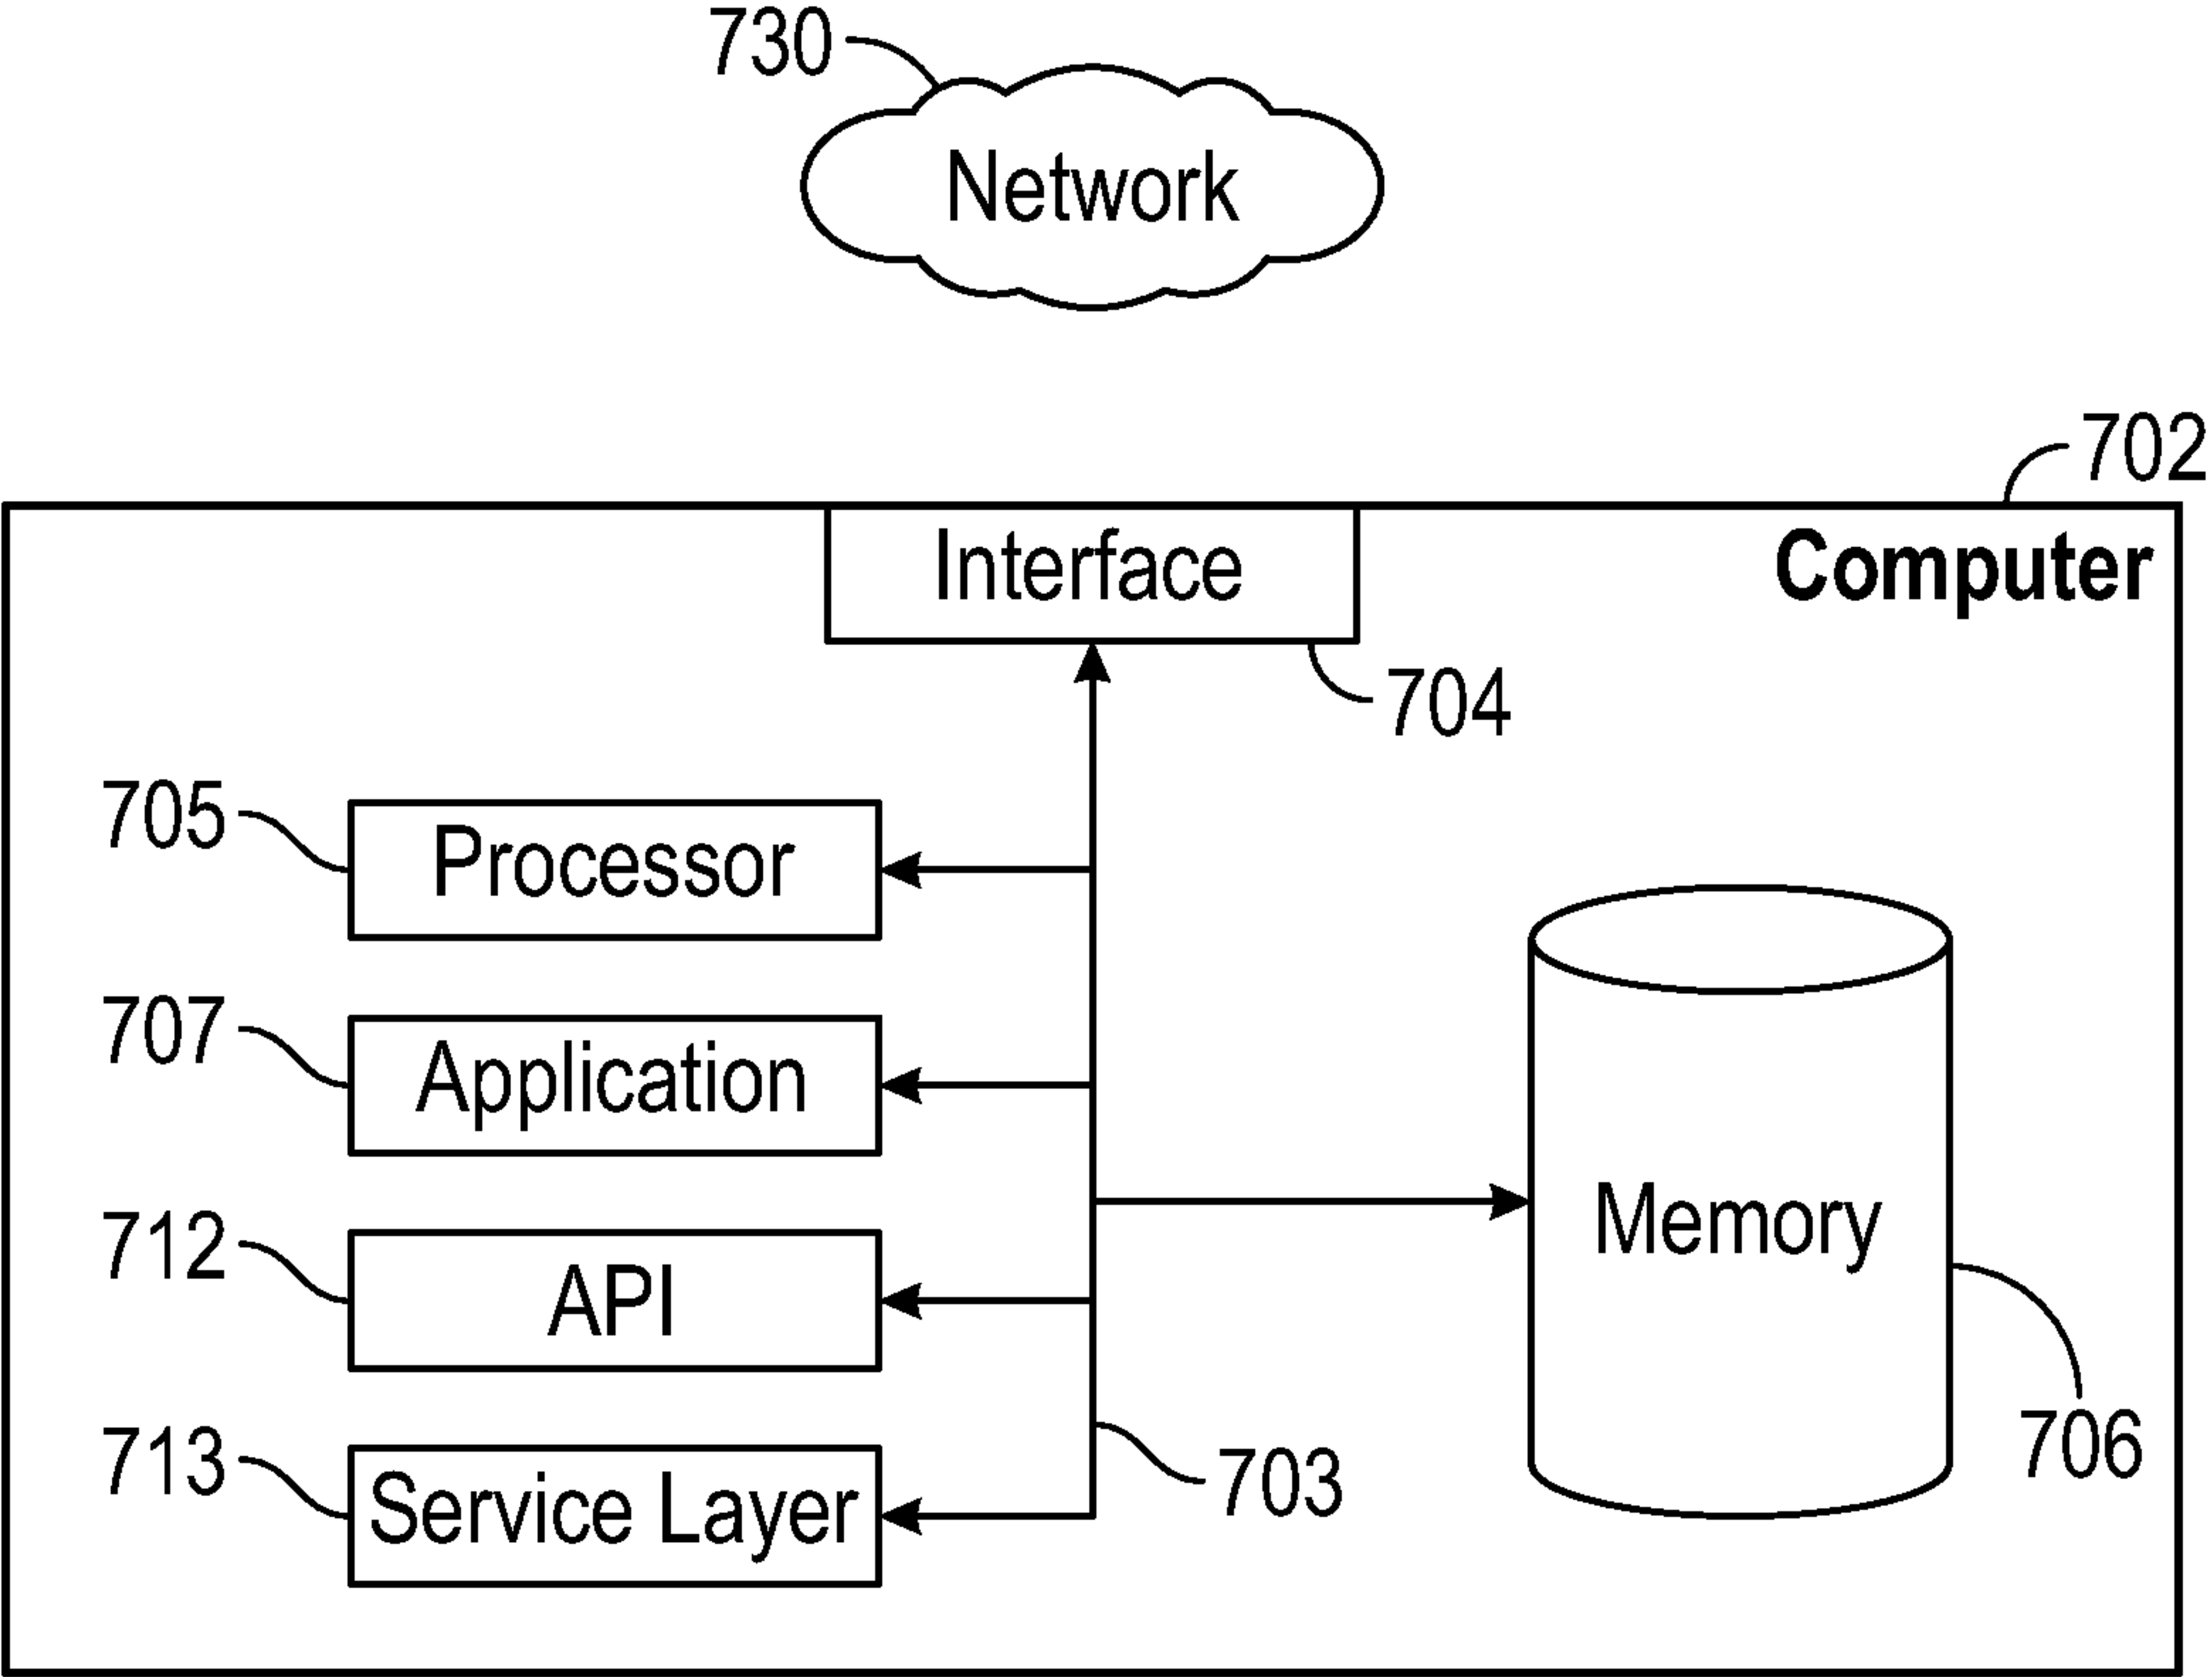 730
Network
702
Interface
Computer
704
705
Processor
707
Application
712
API
Memory
713
Service Layer
703
706